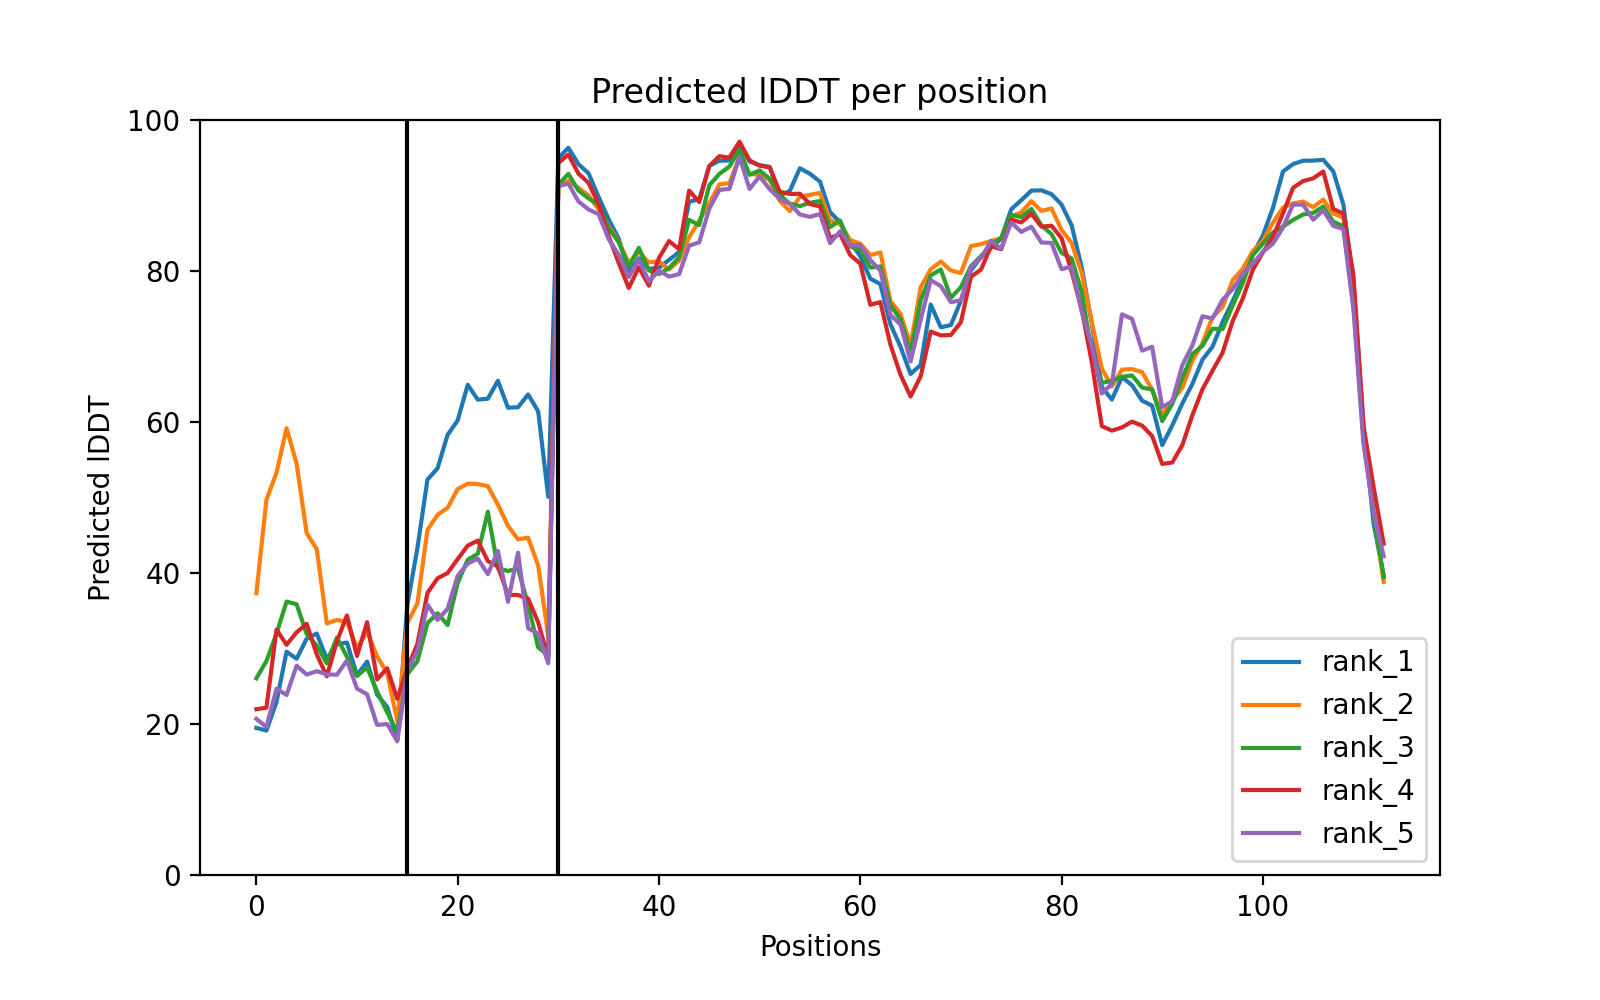 Predicted lDDT per position
Predicted lDDT
100
80
60
40
20
0
0 20 40 60 80 100
Positions
rank_1
rank_2
rank_3
rank_4
rank_5